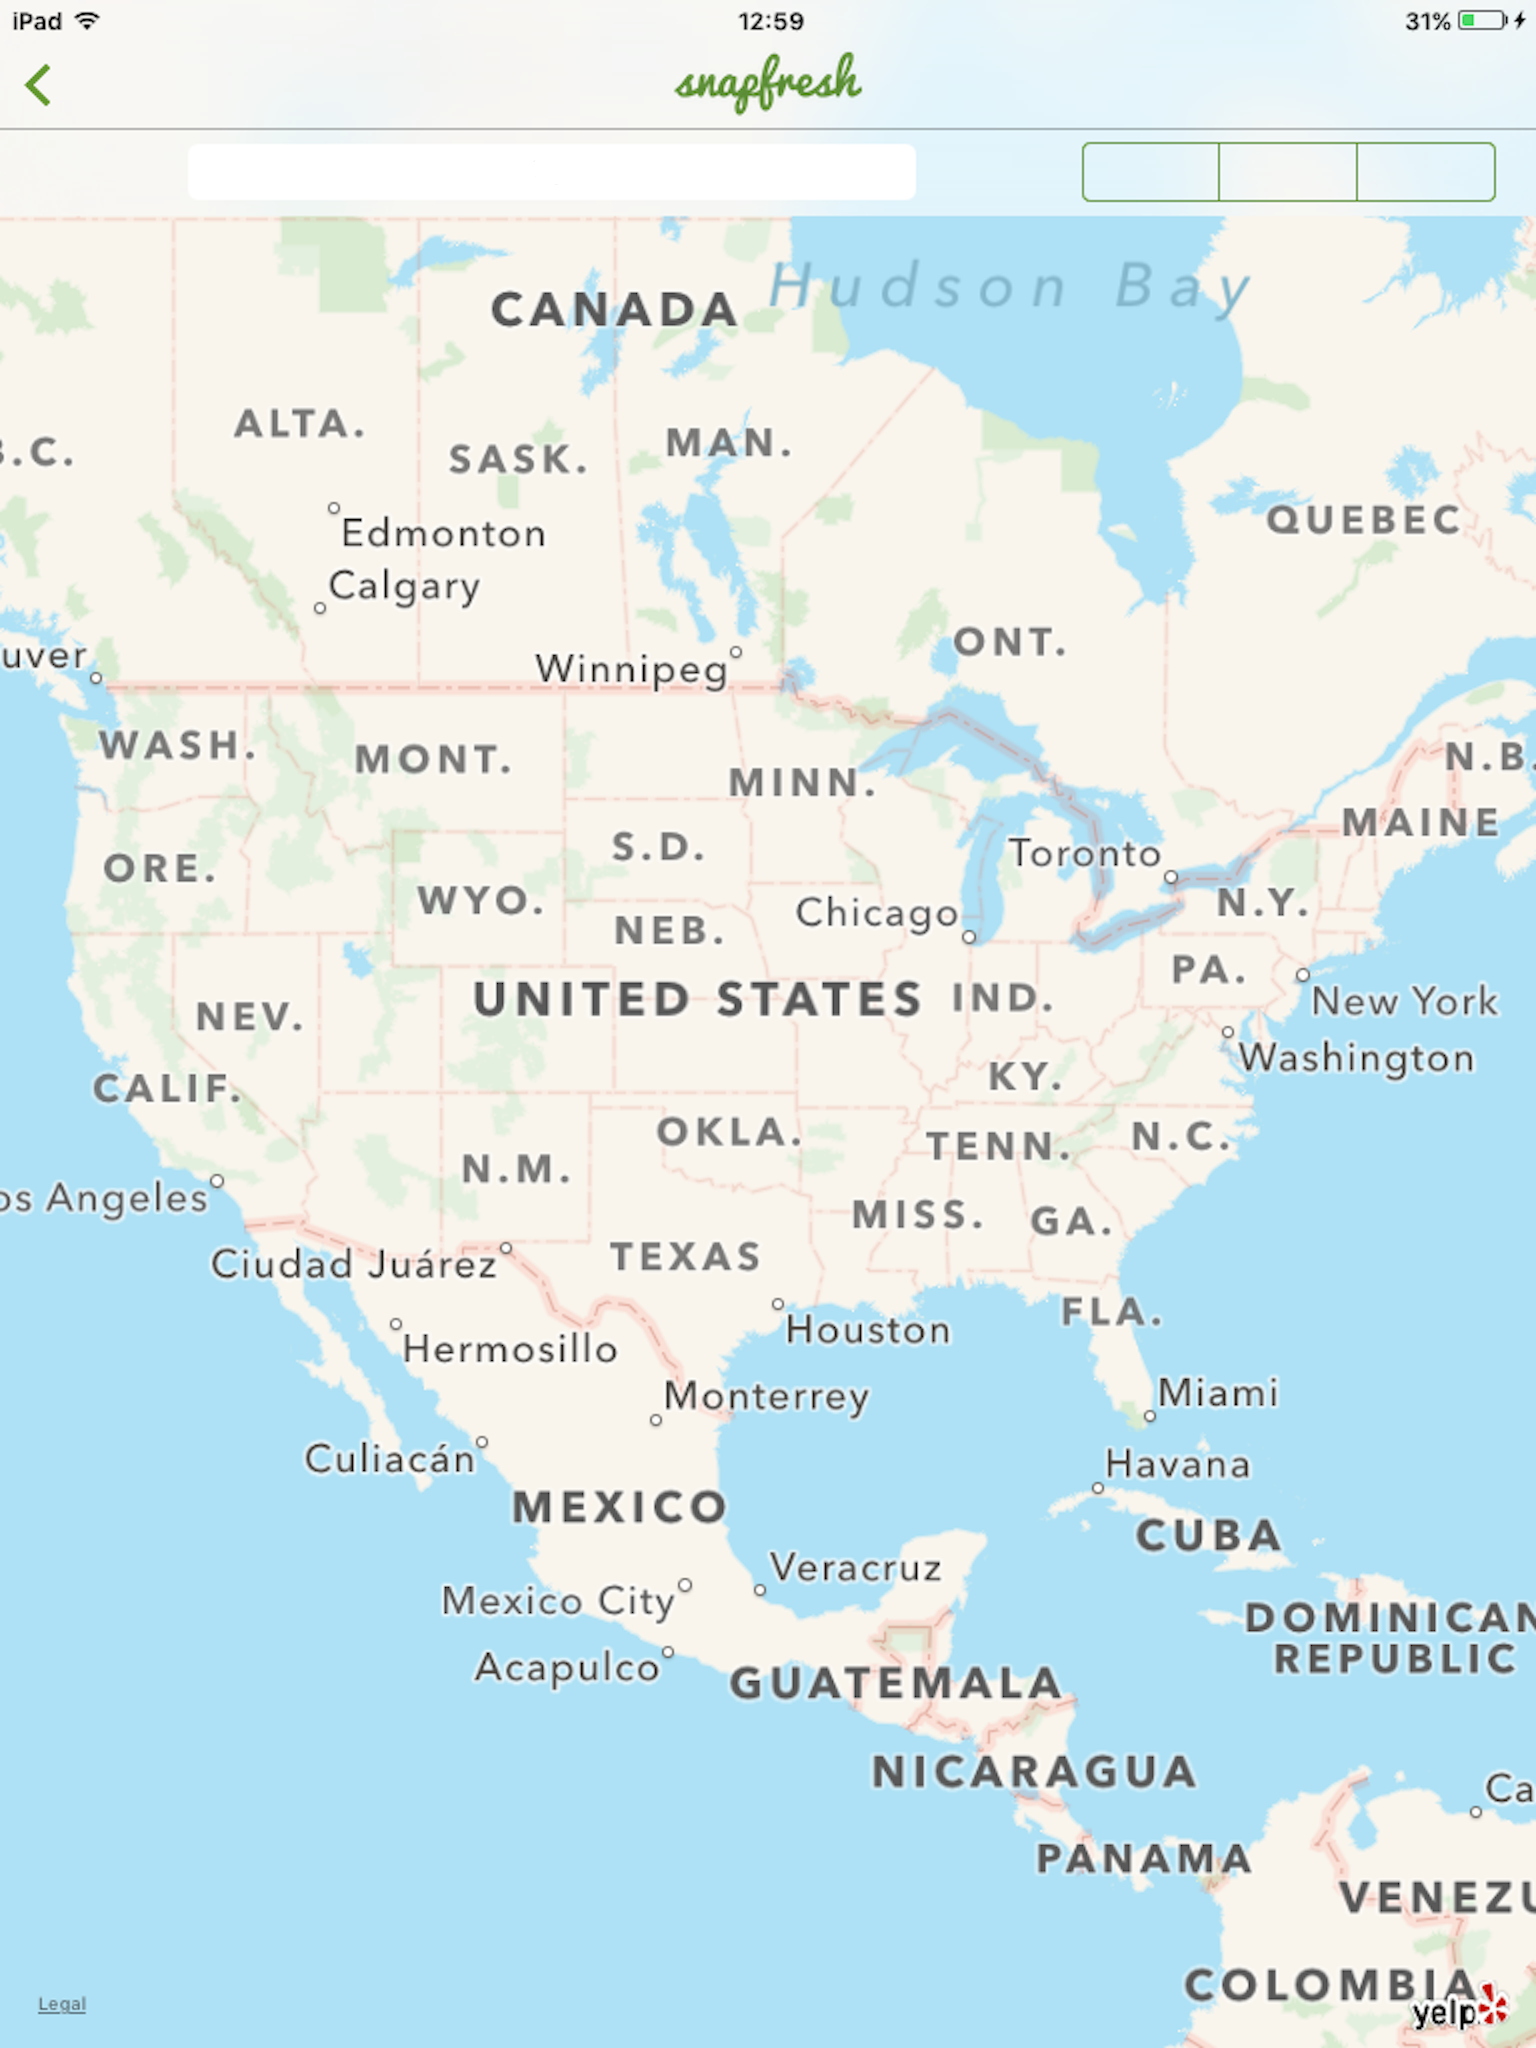 iPad 12:59 31%
snapfresh
Hudson Bay
CANADA
ALTA.
MAN.
B.C.
SASK.
QUEBEC
Edmonton
Calgary
ONT.
uver
Winnipeg
WASH.
MONT.
N.B.
MINN.
MAINE
S.D.
Toronto
ORE.
WYO.
N.Y.
Chicago
NEB.
PA.
UNITED STATES
IND.
New York
NEV.
Washington
KY.
CALIF.
OKLA.
N.C.
TENN.
N.M.
os Angeles
MISS.
GA.
TEXAS
Ciudad Juárez
FLA.
Houston
Hermosillo
Miami
Monterrey
Culiacán
Havana
MEXICO
CUBA
Veracruz
Mexico City
DOMINICAN
REPUBLIC
Acapulco
GUATEMALA
NICARAGUA
Ca
PANAMA
VENEZU
COLOMBIA
Legal
yelp